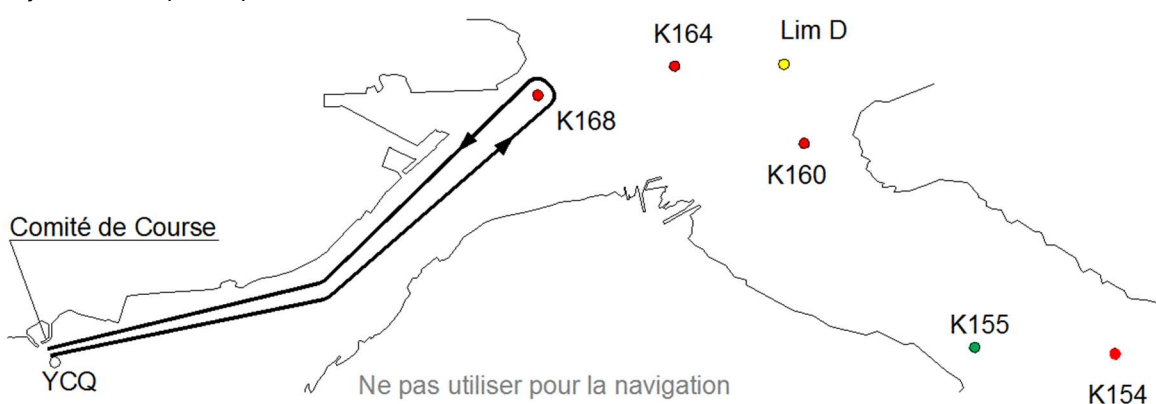 K164
Lim D
K168
K160
Comité de Course
K155
YCQ
Ne pas utiliser pour la navigation
K154